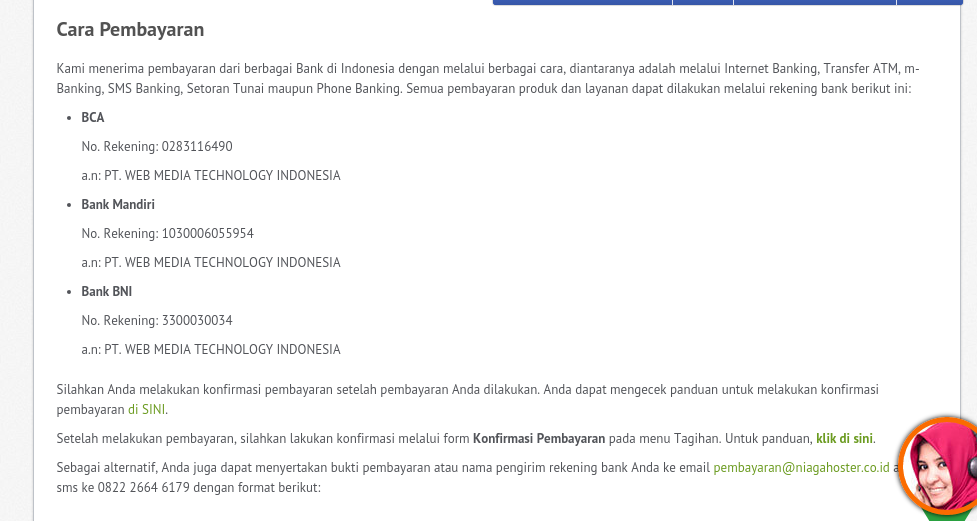 Cara Pembayaran
Kami menerima pembayaran dari berbagai Bank di Indonesia dengan melalui berbagai cara, diantaranya adalah melalui Internet Banking, Transfer ATM, m-
Banking, SMS Banking, Setoran Tunai maupun Phone Banking. Semua pembayaran produk dan layanan dapat dilakukan melalui rekening bank berikut ini:
• BCA
No. Rekening: 0283116490
a.n: PT. WEB MEDIA TECHNOLOGY INDONESIA
• Bank Mandiri
No. Rekening: 1030006055954
a.n: PT. WEB MEDIA TECHNOLOGY INDONESIA
• Bank BNI
No. Rekening: 3300030034
a.n: PT. WEB MEDIA TECHNOLOGY INDONESIA
Silahkan Anda melakukan konfirmasi pembayaran setelah pembayaran Anda dilakukan. Anda dapat mengecek panduan untuk melakukan konfirmasi
pembayaran di SINI.
Setelah melakukan pembayaran, silahkan lakukan konfirmasi melalui form Konfirmasi Pembayaran pada menu Tagihan. Untuk panduan, klik di sini.
Sebagai alternatif, Anda juga dapat menyertakan bukti pembayaran atau nama pengirim rekening bank Anda ke email pembayaran@niagahoster.co.id
sms ke 0822 2664 6179 dengan format berikut: